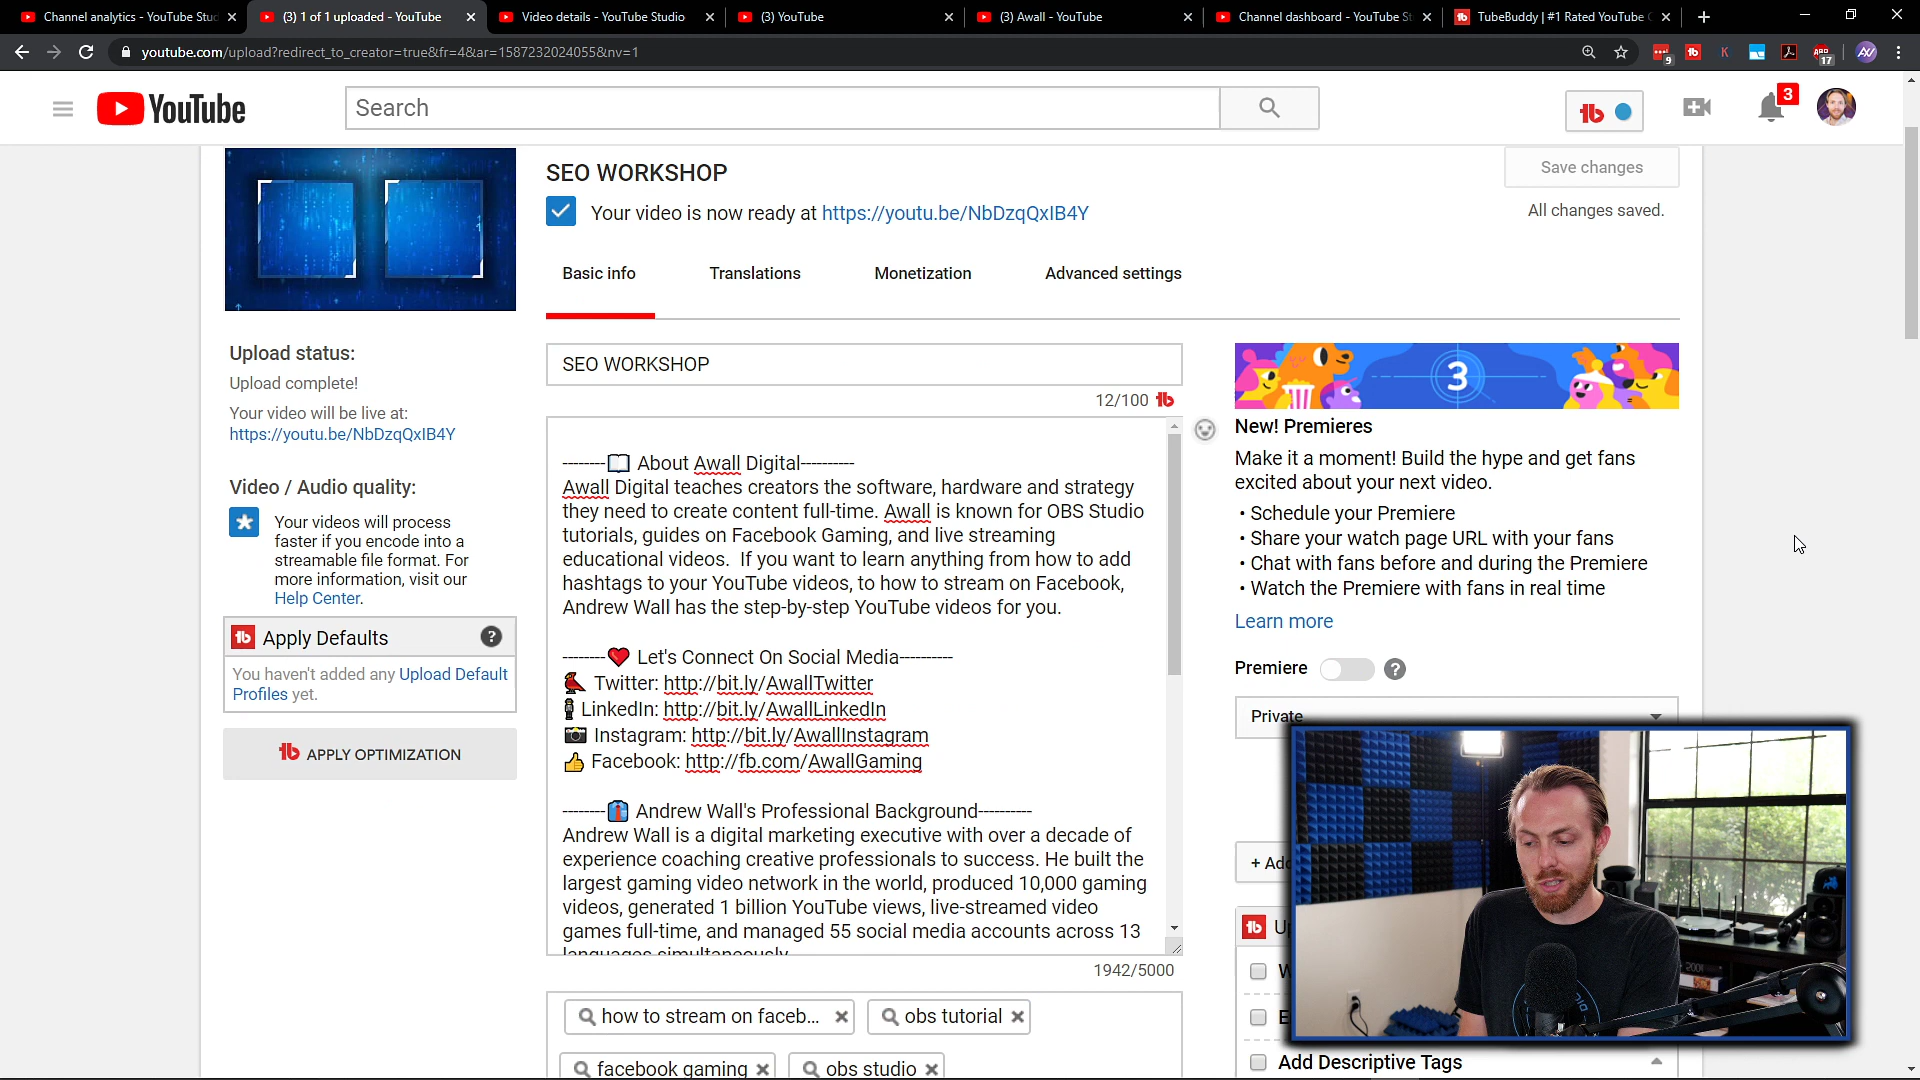 Channel analytics - YouTube Stud
(3) 1 of 1 uploaded - YouTube
Video details - YouTube Studio
(3) YouTube
(3) Awall - YouTube
Channel dashboard - YouTube S
TubeBuddy | #1 Rated YouTube
youtube.com/upload?redirect_to_creator=true&fr=4&ar=1587232024055&nv=1
9
17
YouTube
Search
3
SEO WORKSHOP
Save changes
Your video is now ready at https://youtu.be/NbDzqQxIB4Y
All changes saved.
Basic info
Translations
Monetization
Advanced settings
Upload status:
Upload complete!
Your video will be live at:
https://youtu.be/NbDzqQxIB4Y
Video / Audio quality:
Your videos will process
faster if you encode into a
streamable file format. For
more information, visit our
Help Center.
Apply Defaults
You haven't added any Upload Default
Profiles yet.
APPLY OPTIMIZATION
SEO WORKSHOP
12/100
--------📖 About Awall Digital----------
Awall Digital teaches creators the software, hardware and strategy
they need to create content full-time. Awall is known for OBS Studio
tutorials, guides on Facebook Gaming, and live streaming
educational videos.  If you want to learn anything from how to add
hashtags to your YouTube videos, to how to stream on Facebook,
Andrew Wall has the step-by-step YouTube videos for you.
--------❤️ Let's Connect On Social Media----------
Twitter: http://bit.ly/AwallTwitter
LinkedIn: http://bit.ly/AwallLinkedIn
Instagram: http://bit.ly/AwallInstagram
Facebook: http://fb.com/AwallGaming
--------👔 Andrew Wall's Professional Background----------
Andrew Wall is a digital marketing executive with over a decade of
experience coaching creative professionals to success. He built the
largest gaming video network in the world, produced 10,000 gaming
videos, generated 1 billion YouTube views, live-streamed video
games full-time, and managed 55 social media accounts across 13
languages simultaneously
1942/5000
how to stream on faceb...
obs tutorial
facebook gaming
obs studio
3
New! Premieres
Make it a moment! Build the hype and get fans
excited about your next video.
• Schedule your Premiere
• Share your watch page URL with your fans
• Chat with fans before and during the Premiere
• Watch the Premiere with fans in real time
Learn more
Premiere
Private
Add Descriptive Tags